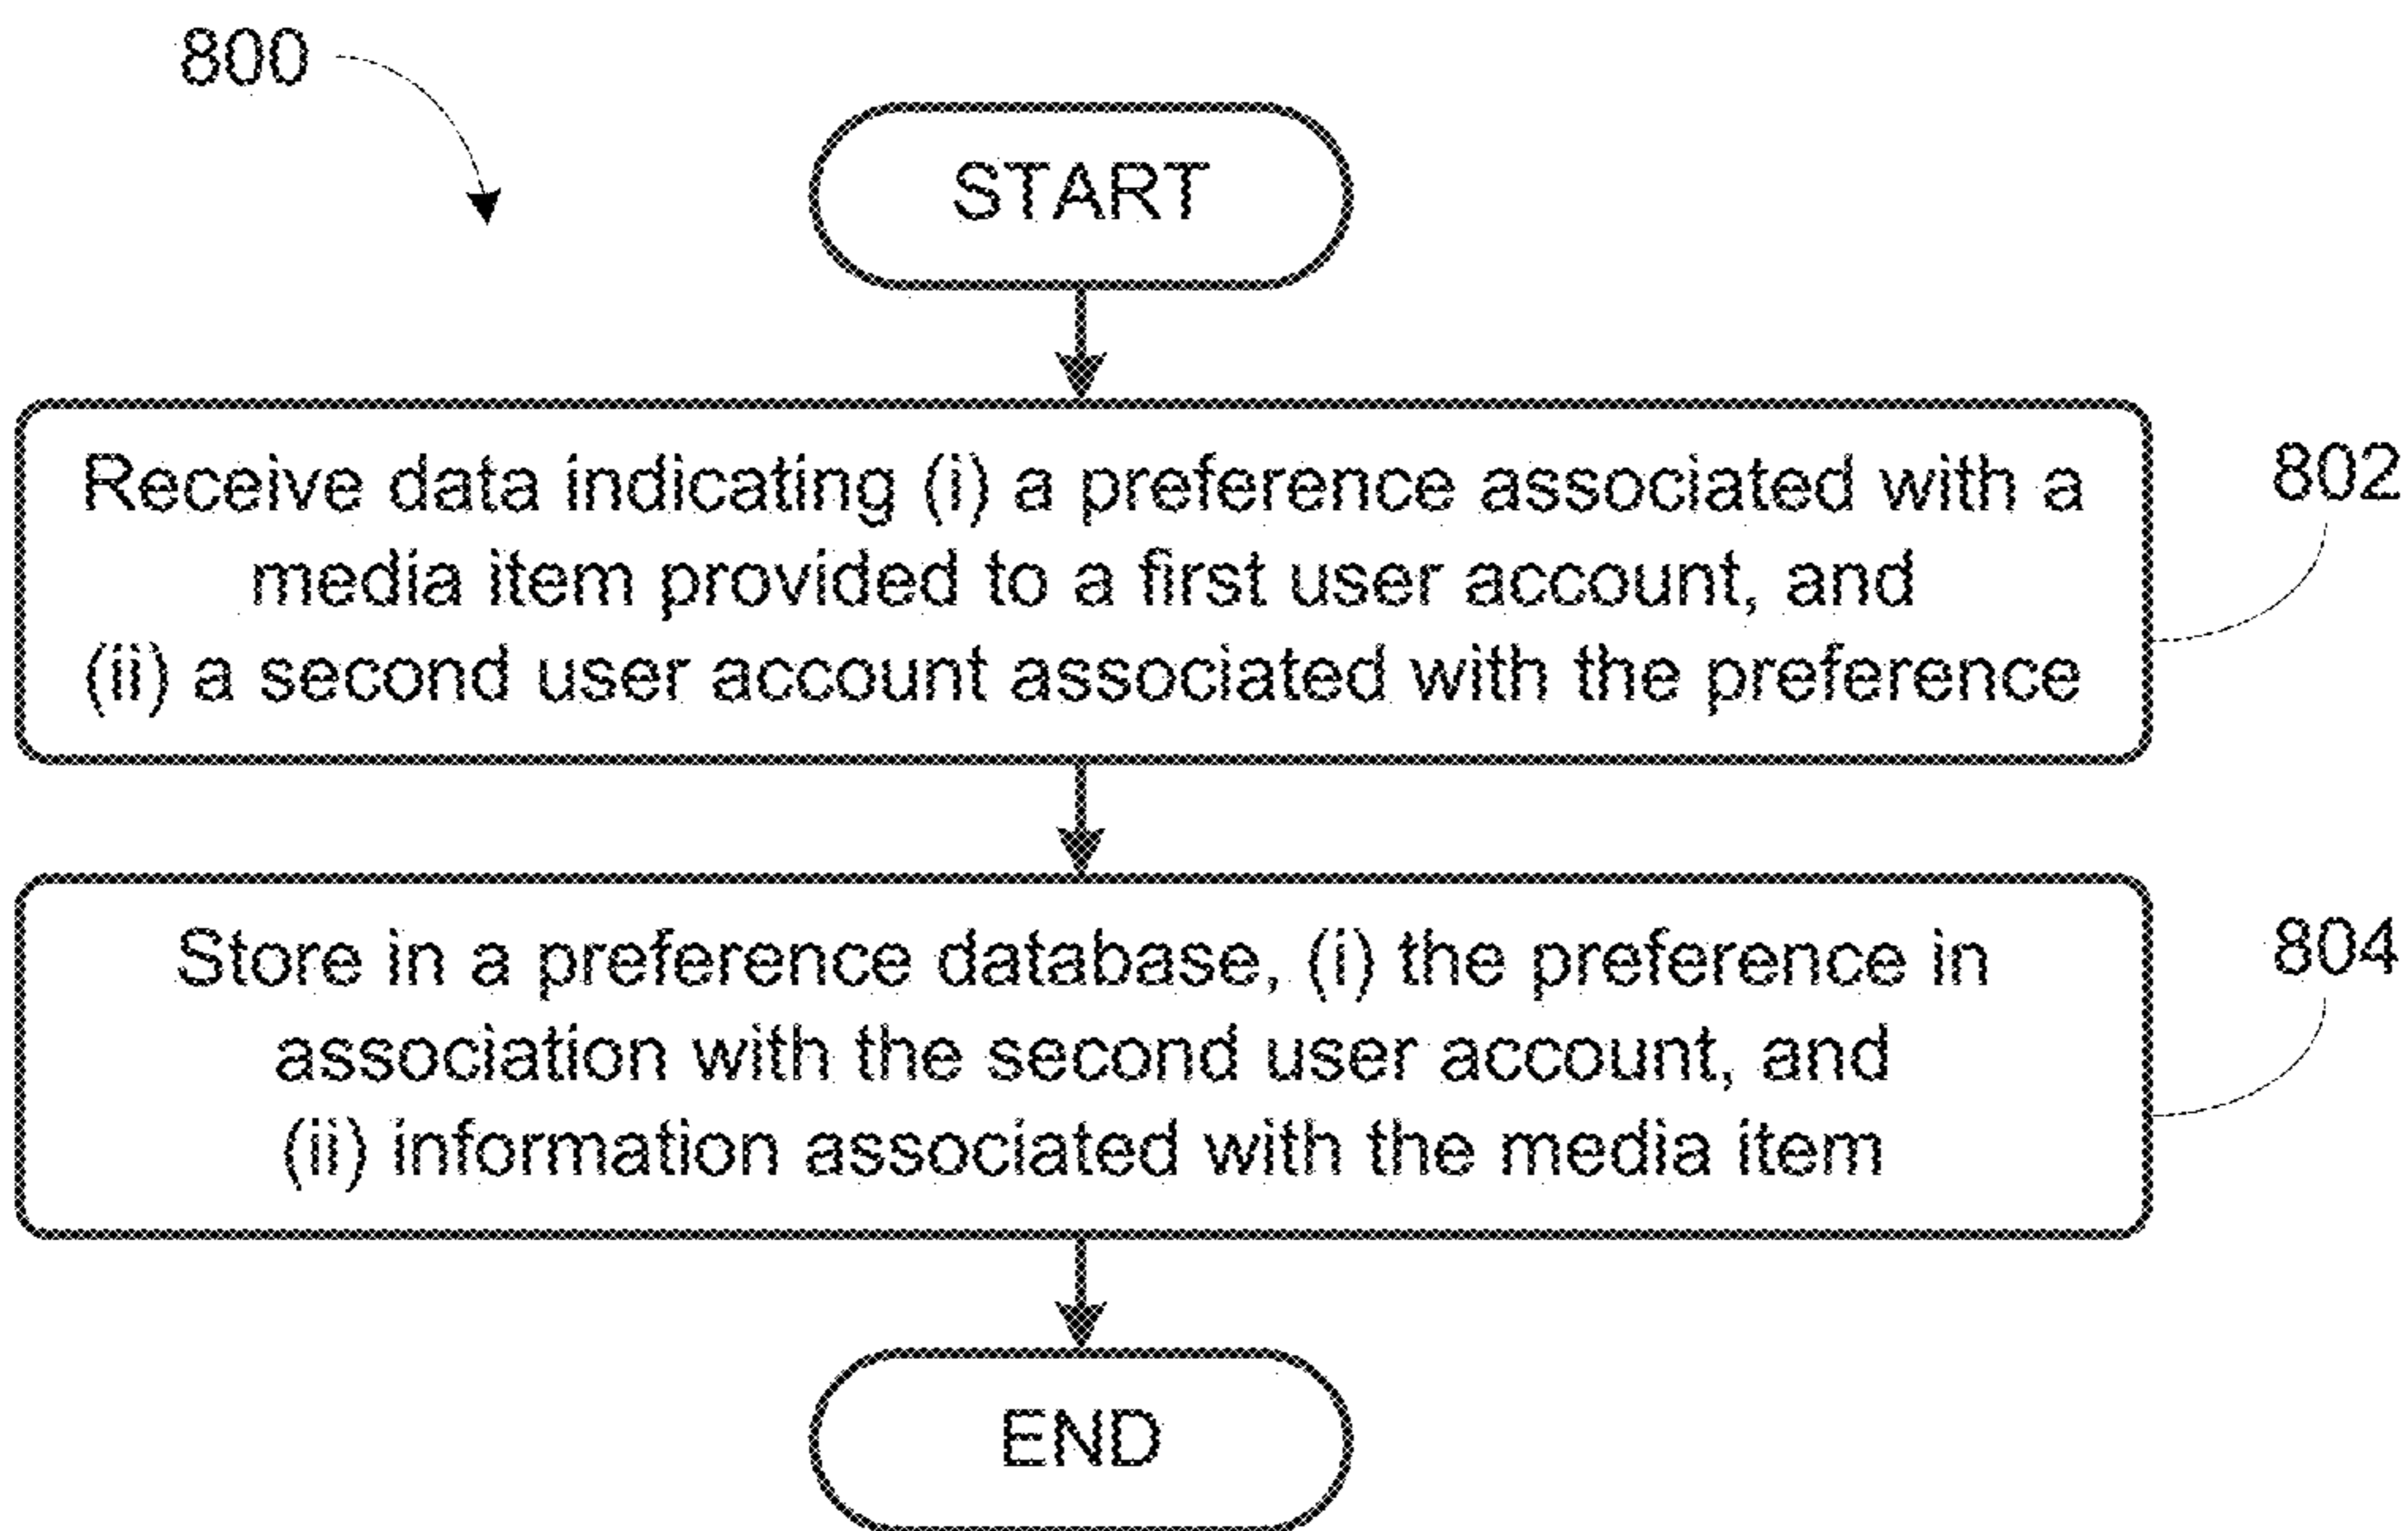 800
START
Receive data indicating (i) a preference associated with a
media item provided to a first user account, and
(ii) a second user account associated with the preference
802
Store in a preference database, (i) the preference in
association with the second user account, and
(ii) information associated with the media item
804
END